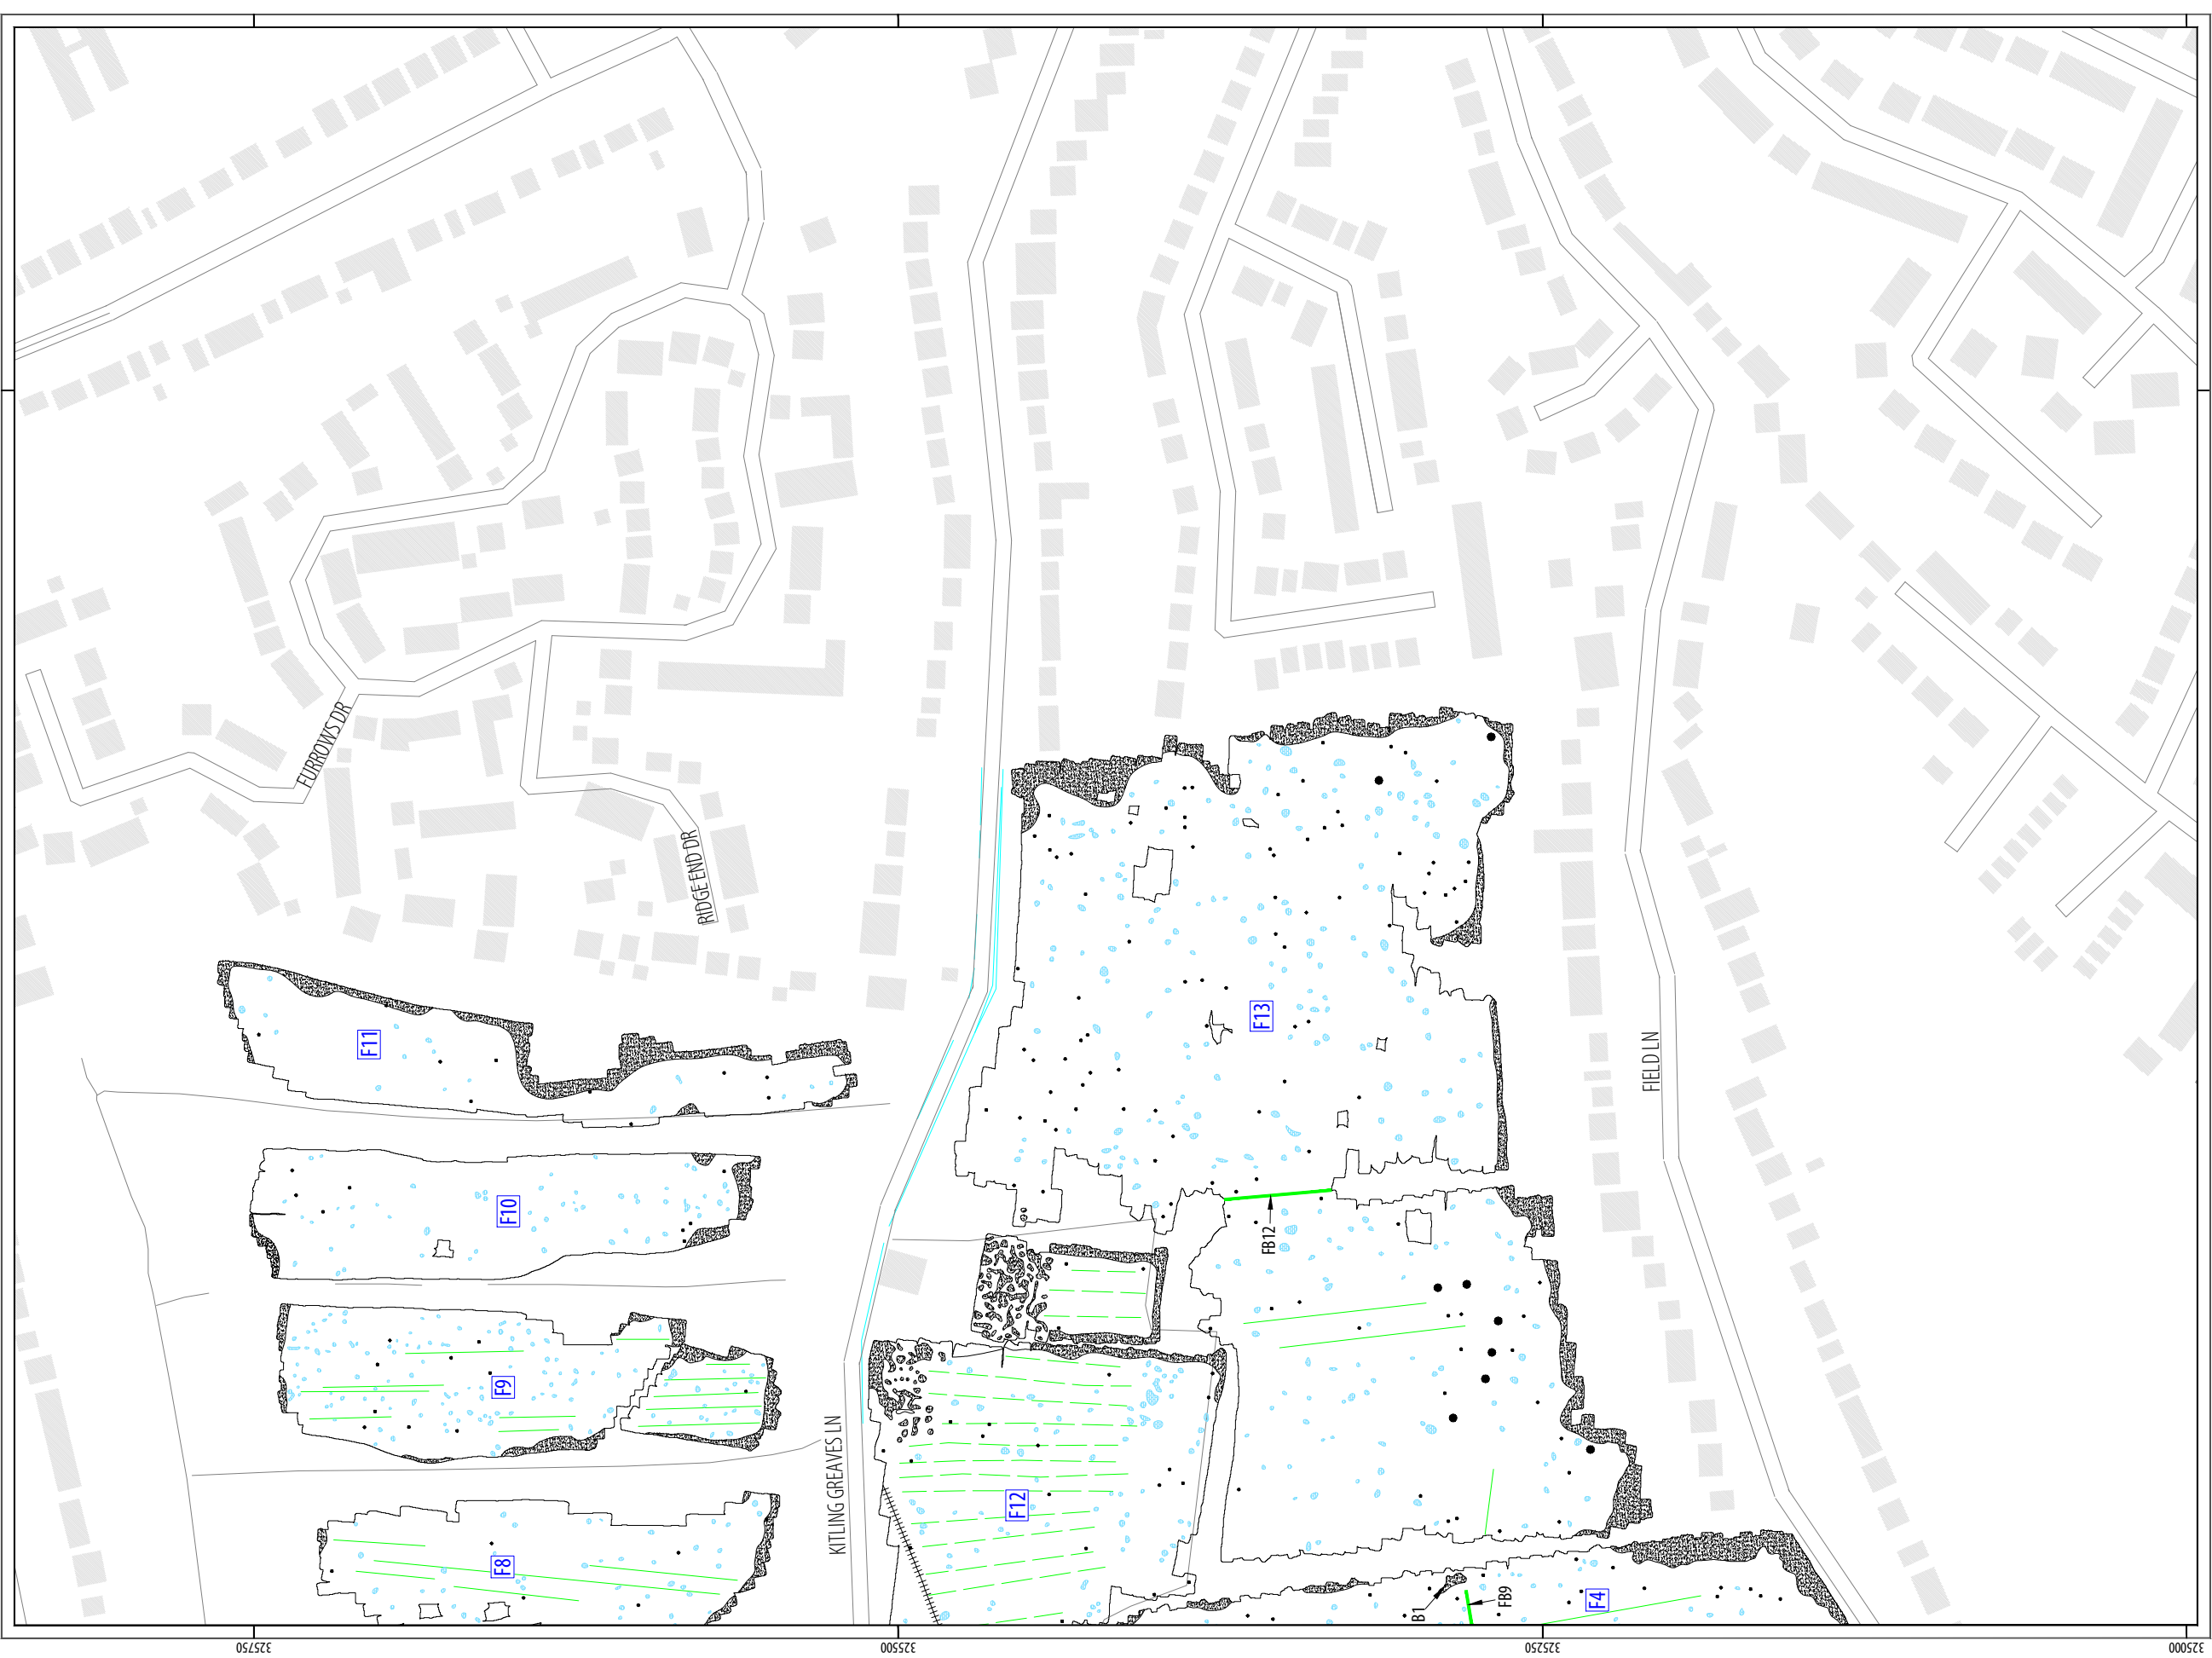 FURROWS DR
RIDGE END DR
F11
F13
FIELD LN
F10
FB12
F9
KITLING GREAVES LN
F12
F8
B1
FB9
F4
325750
325500
325250
325000